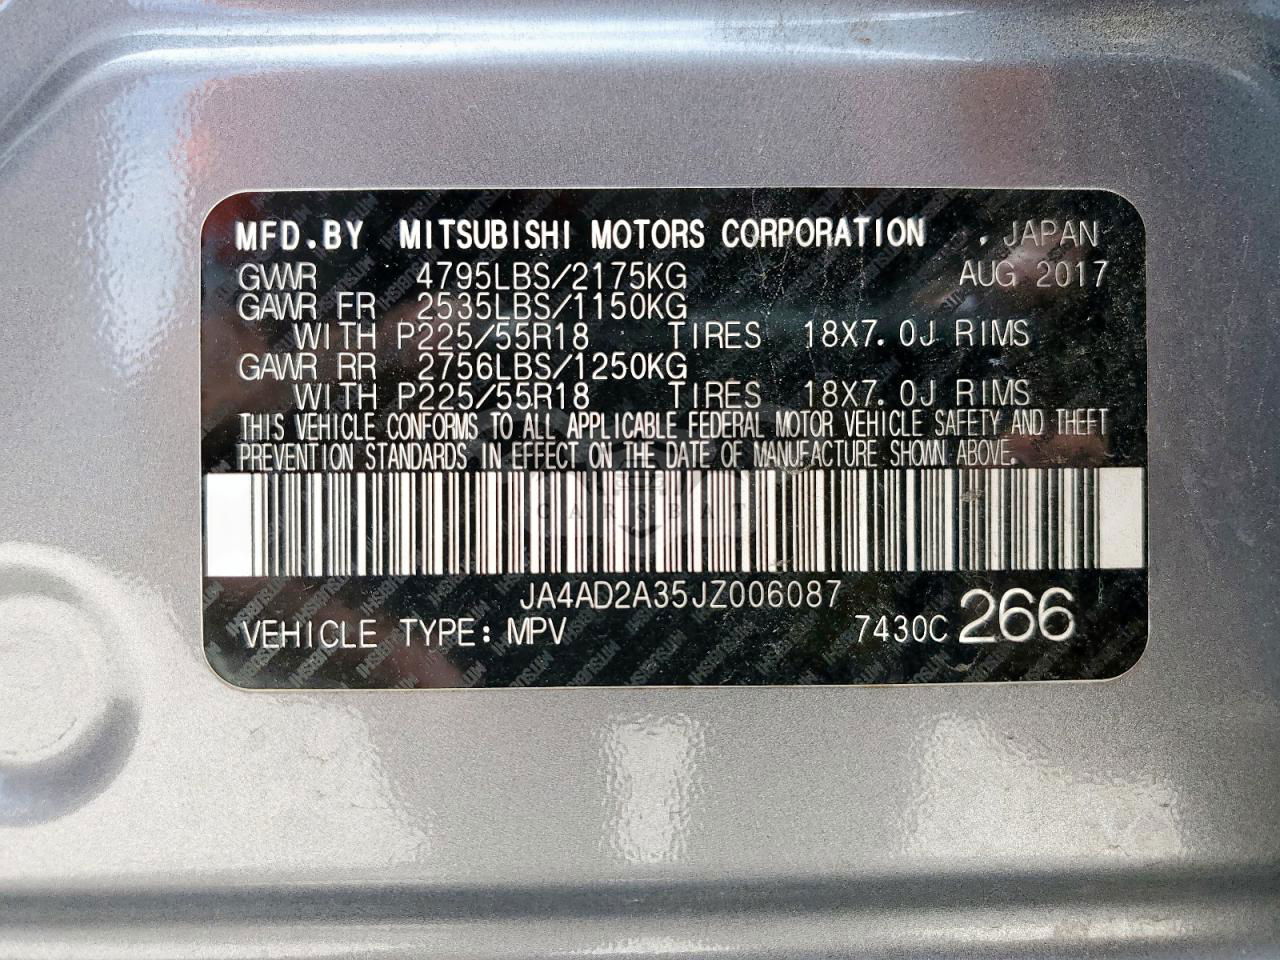 MFD.BY MITSUBISHI MOTORS CORPORATION , JAPAN
GVWR 4795LBS/2175KG AUG 2017
GAWR FR 2535LBS/1150KG
WITH P225/55R18 TIRES 18X7.0J RIMS
GAWR RR 2756LBS/1250KG
WITH P225/55R18 TIRES 18X7.0J RIMS
THIS VEHICLE CONFORMS TO ALL APPLICABLE FEDERAL MOTOR VEHICLE SAFETY AND THEFT
PREVENTION STANDARDS IN EFFECT ON THE DATE OF MANUFACTURE SHOWN ABOVE.
JA4AD2A35JZ006087
VEHICLE TYPE: MPV 7430C 266